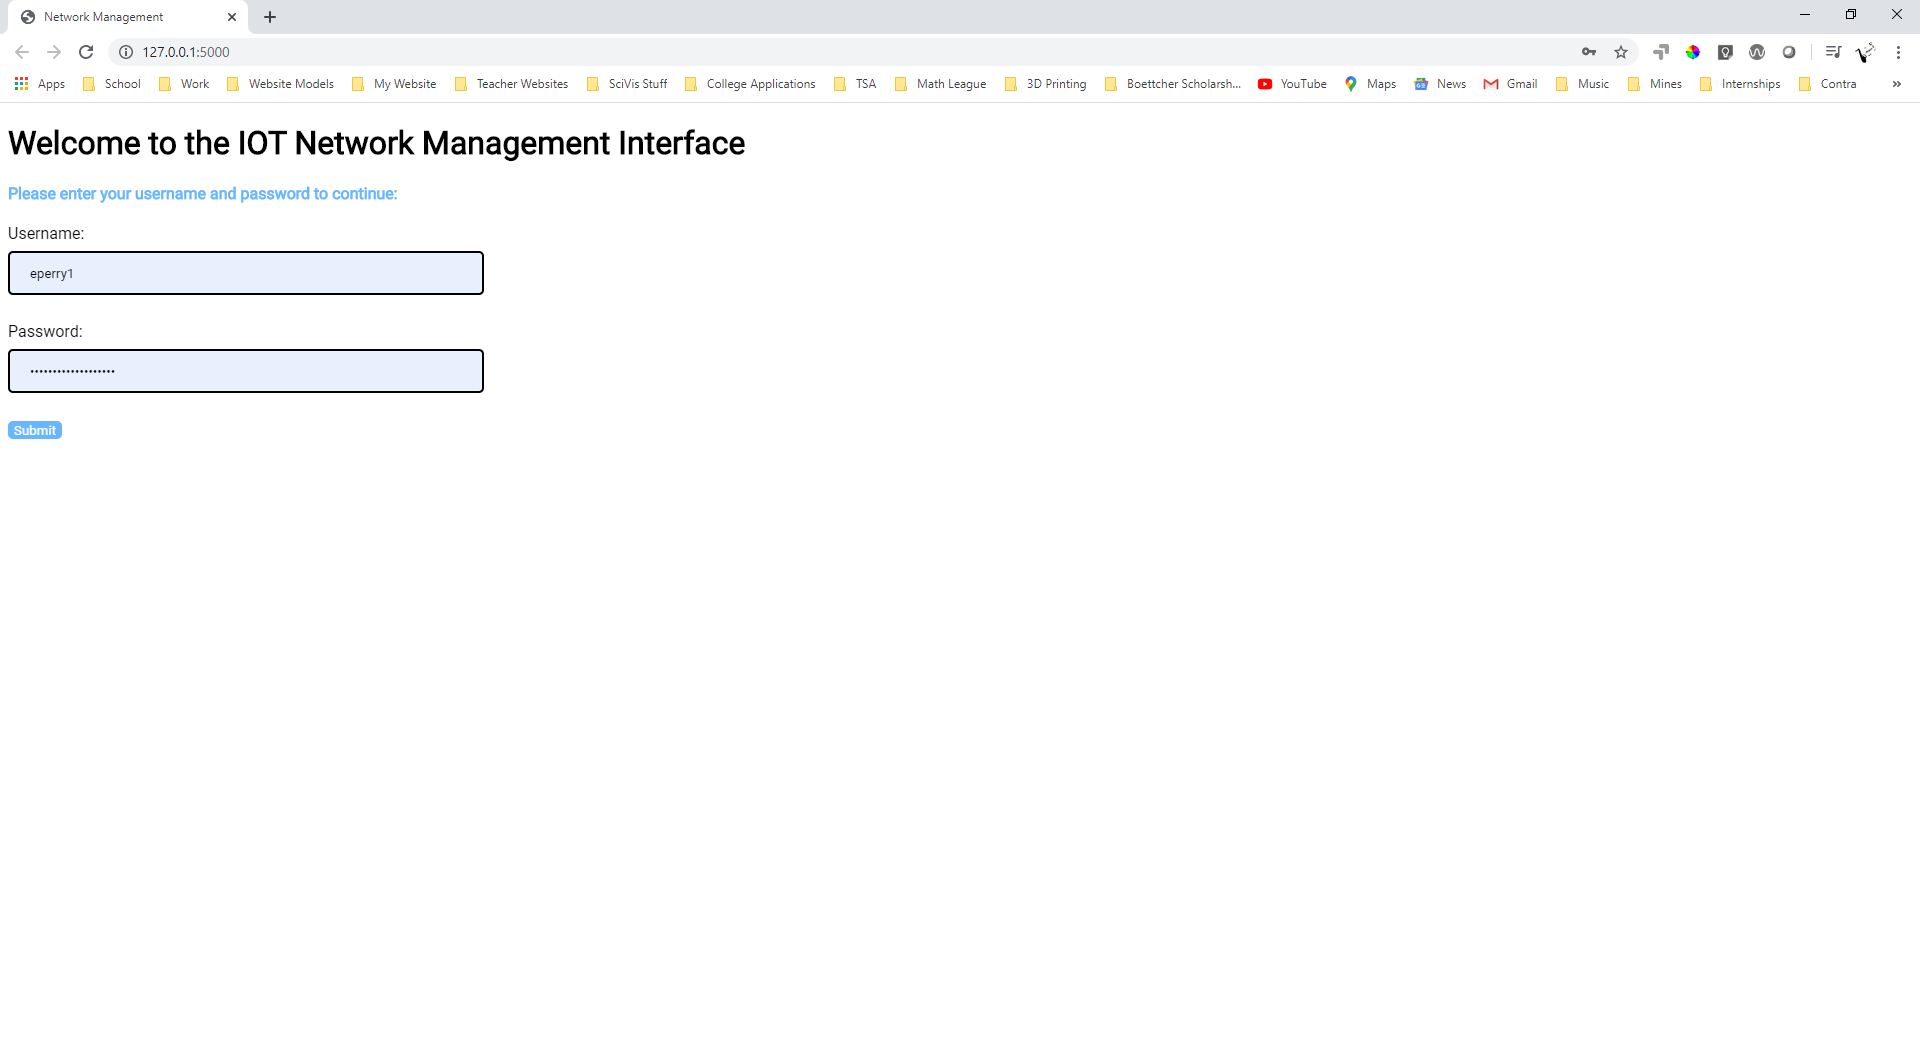 Network Management
127.0.0.1:5000
Apps School Work Website Models My Website Teacher Websites SciVis Stuff College Applications TSA Math League 3D Printing Boettcher Scholarsh... YouTube Maps News Gmail Music Mines Internships Contra »
Welcome to the IOT Network Management Interface
Please enter your username and password to continue:
Username:
eperry1
Password:
•••••••••••••••••••
Submit